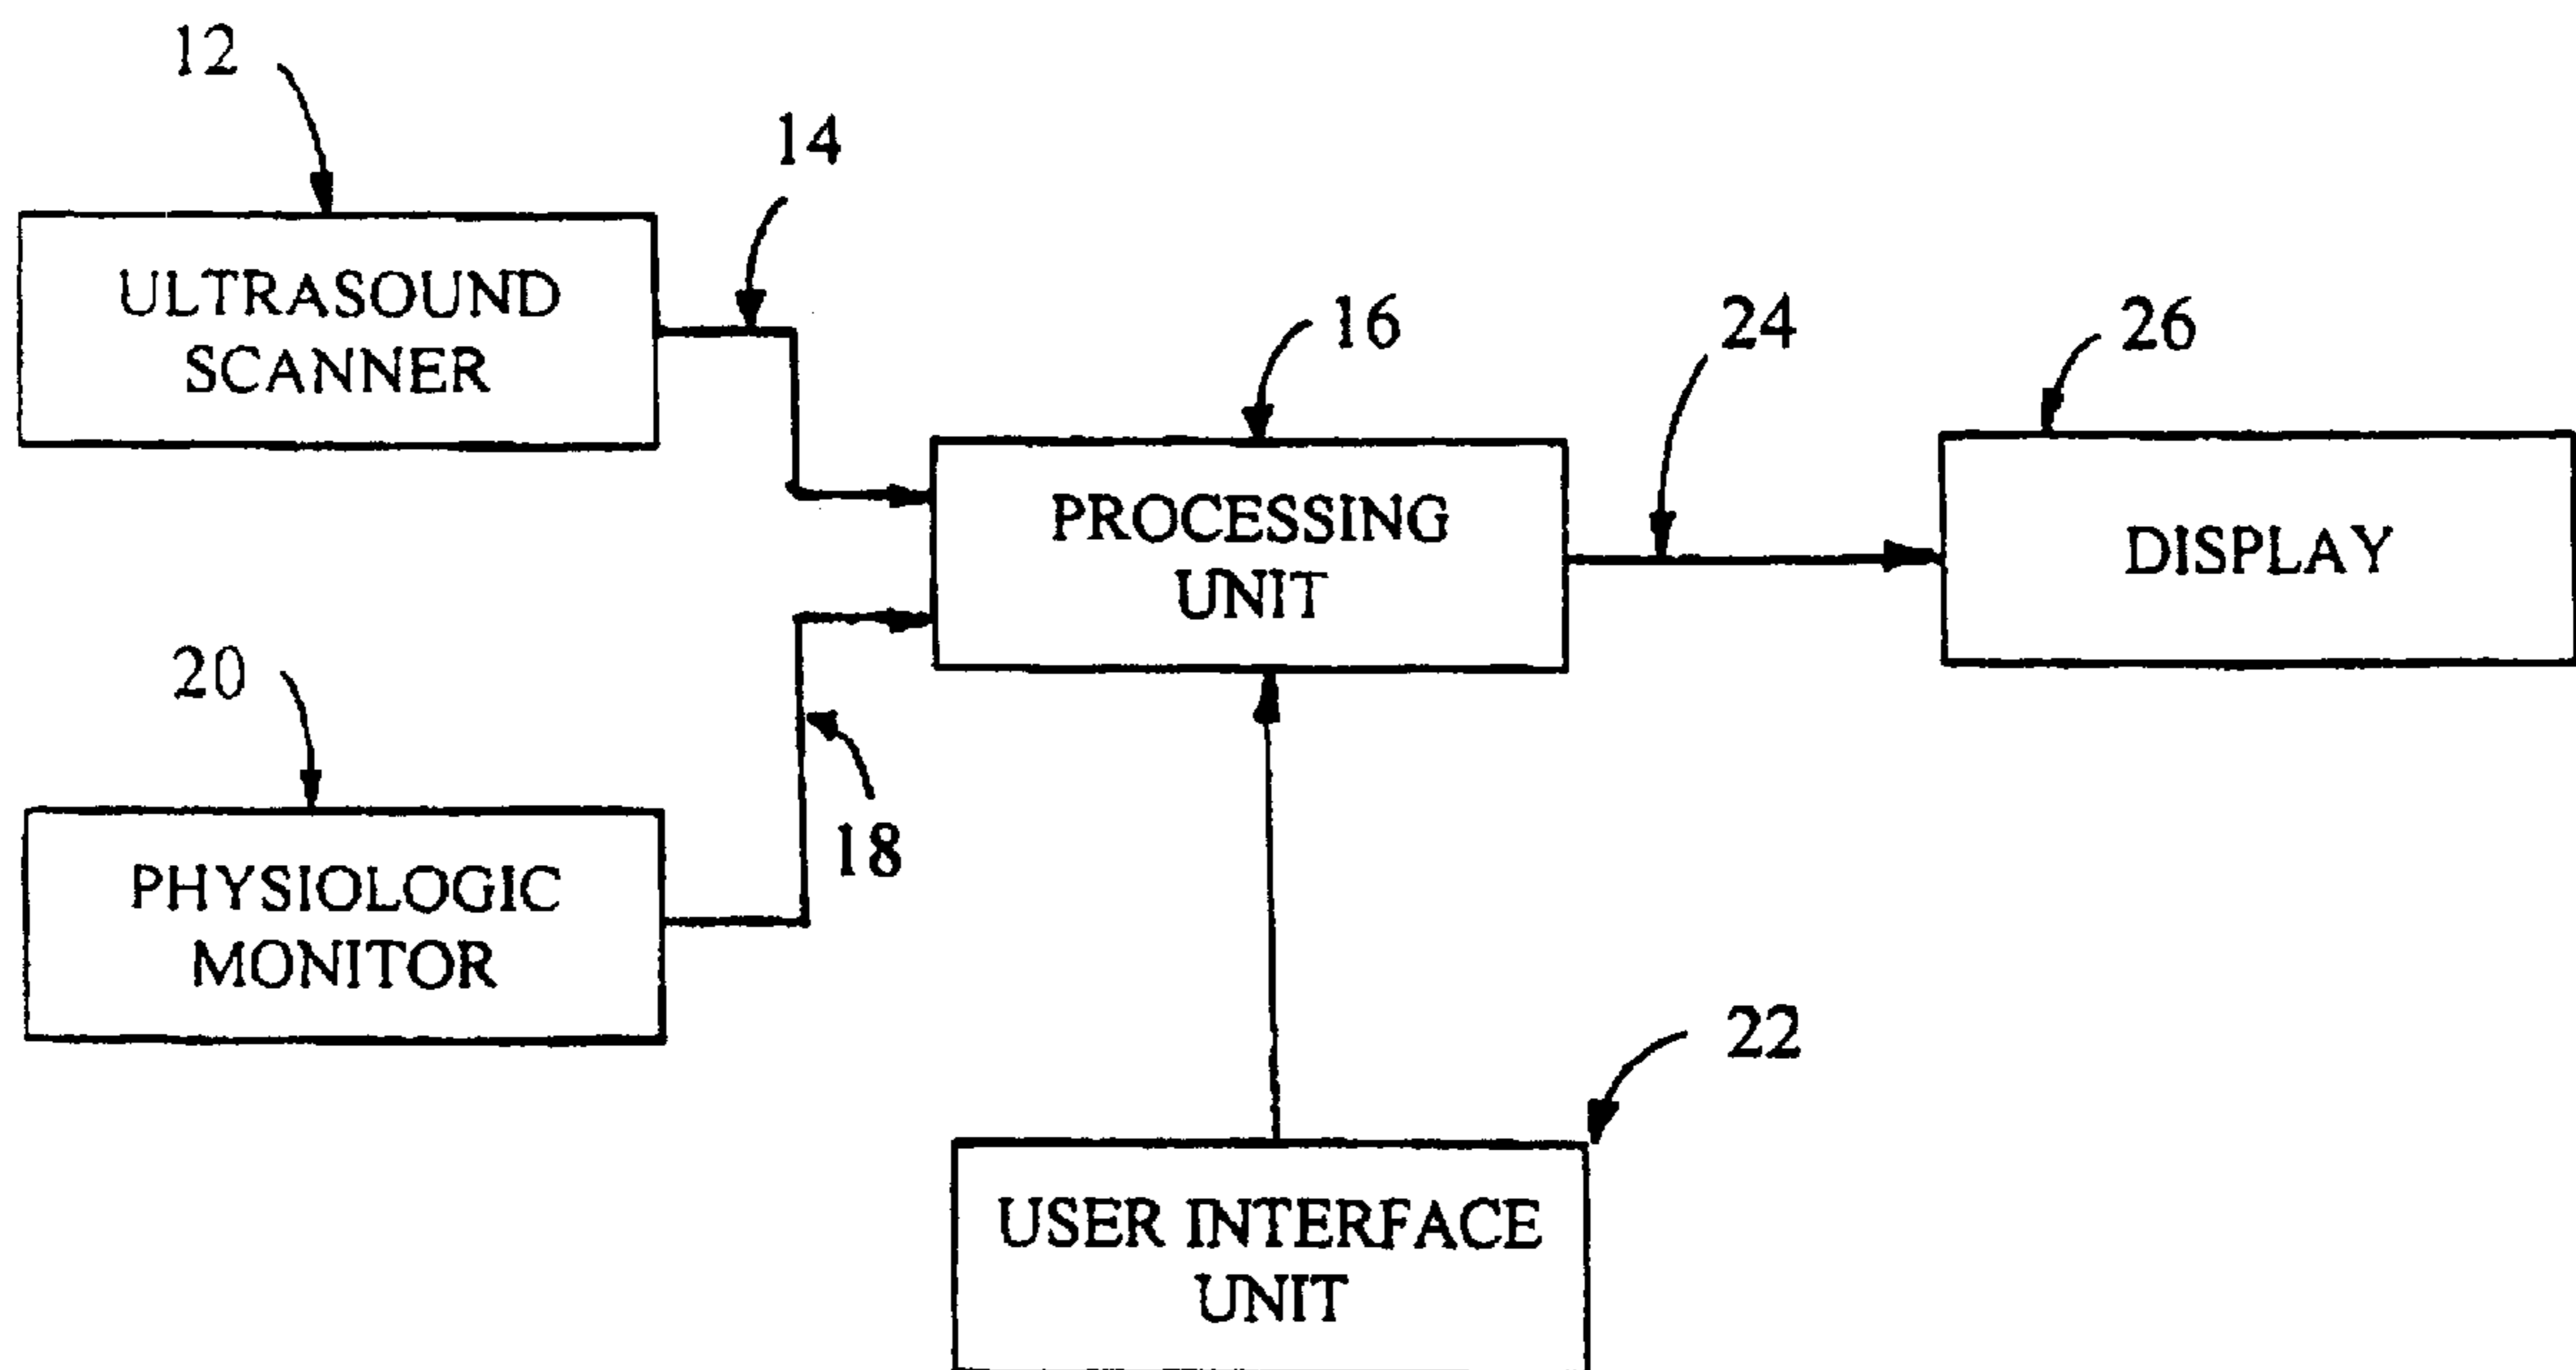 12
14
ULTRASOUND
SCANNER
16
24
26
PROCESSING
UNIT
DISPLAY
20
18
PHYSIOLOGIC
MONITOR
22
USER INTERFACE
UNIT